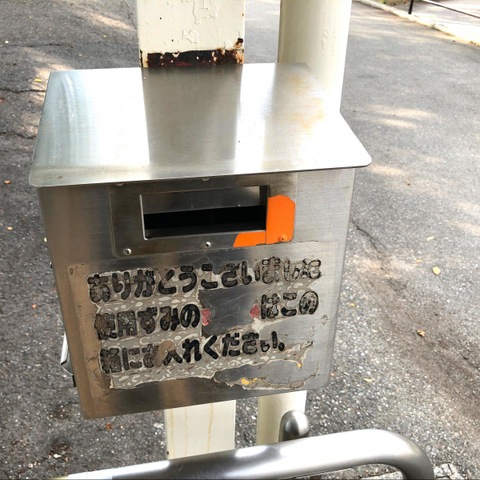 ありがとうございました
使用ずみの はこの
箱にお入れください。